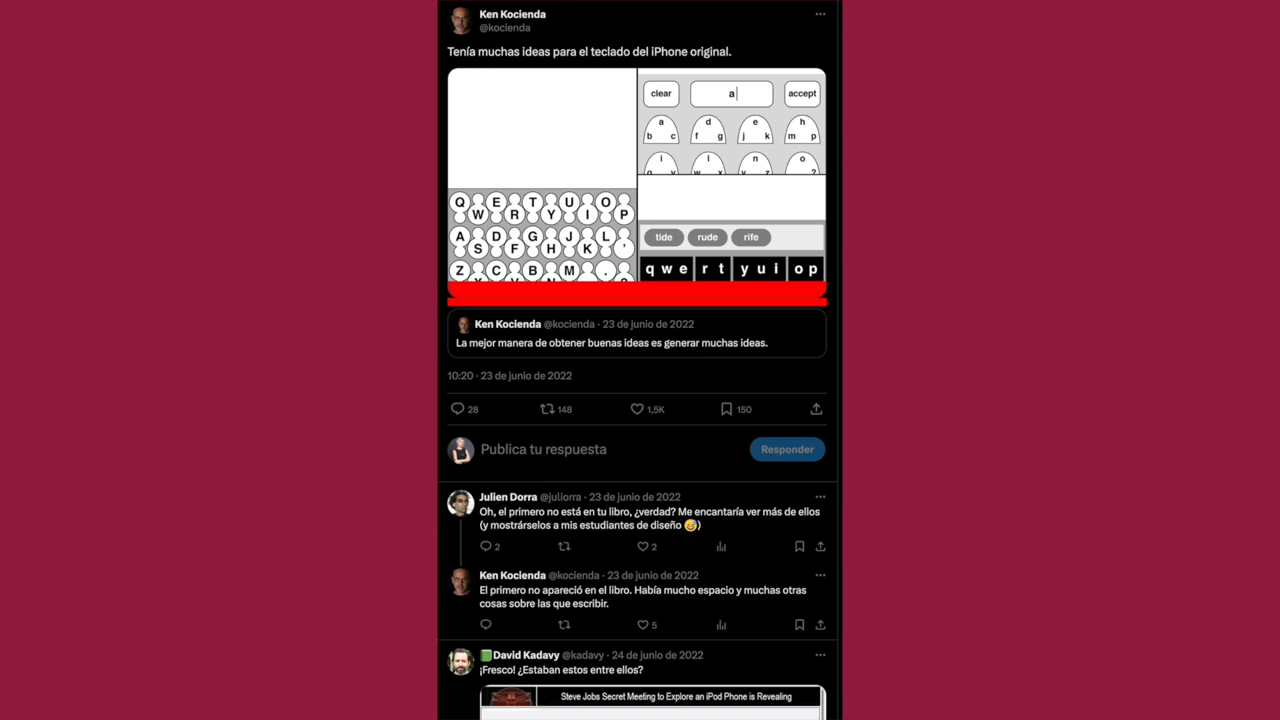 Ken Kocienda
@kocienda
Tenía muchas ideas para el teclado del iPhone original.
clear a accept
a d e h
b c f g j k m p
i l n o
Q E T U O
W R Y I P
A D G J L
S F H K '
Z C B M .
tide rude rife
q w e r t y u i o p
Ken Kocienda @kocienda · 23 de junio de 2022
La mejor manera de obtener buenas ideas es generar muchas ideas.
10:20 · 23 de junio de 2022
28 148 1,5K 150
Publica tu respuesta Responder
Julien Dorra @juliorra · 23 de junio de 2022
Oh, el primero no está en tu libro, ¿verdad? Me encantaría ver más de ellos
(y mostrárselos a mis estudiantes de diseño 😅)
2 2
Ken Kocienda @kocienda · 23 de junio de 2022
El primero no apareció en el libro. Había mucho espacio y muchas otras
cosas sobre las que escribir.
5
David Kadavy @kadavy · 24 de junio de 2022
¡Fresco! ¿Estaban estos entre ellos?
Steve Jobs Secret Meeting to Explore an iPod Phone is Revealing